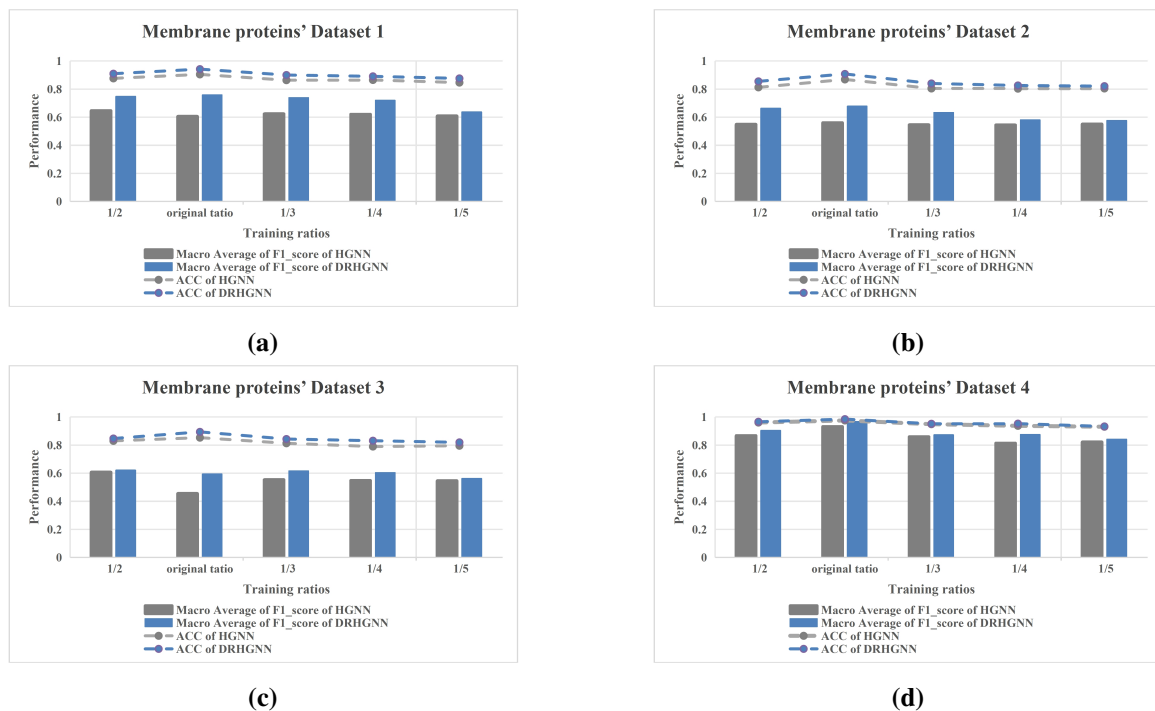 Membrane proteins' Dataset 1
1
0.8
0.6
0.4
0.2
0
Performance
1/2 original tatio 1/3 1/4 1/5
Training ratios
Macro Average of F1_score of HGNN
Macro Average of F1_score of DRHGNN
ACC of HGNN
ACC of DRHGNN
(a)
Membrane proteins' Dataset 2
1
0.8
0.6
0.4
0.2
0
Performance
1/2 original tatio 1/3 1/4 1/5
Training ratios
Macro Average of F1_score of HGNN
Macro Average of F1_score of DRHGNN
ACC of HGNN
ACC of DRHGNN
(b)
Membrane proteins' Dataset 3
1
0.8
0.6
0.4
0.2
0
Performance
1/2 original tatio 1/3 1/4 1/5
Training ratios
Macro Average of F1_score of HGNN
Macro Average of F1_score of DRHGNN
ACC of HGNN
ACC of DRHGNN
(c)
Membrane proteins' Dataset 4
1
0.8
0.6
0.4
0.2
0
Performance
1/2 original tatio 1/3 1/4 1/5
Training ratios
Macro Average of F1_score of HGNN
Macro Average of F1_score of DRHGNN
ACC of HGNN
ACC of DRHGNN
(d)